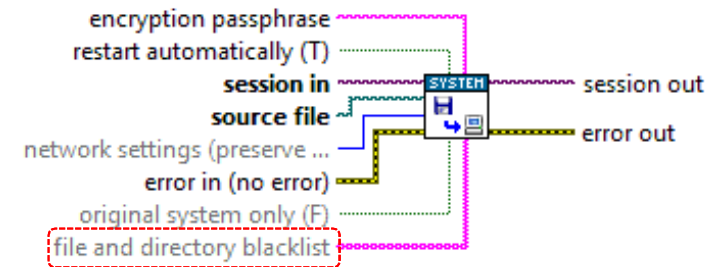 encryption passphrase
restart automatically (T)
session in
source file
network settings (preserve ...
error in (no error)
original system only (F)
file and directory blacklist
SYSTEM
session out
error out